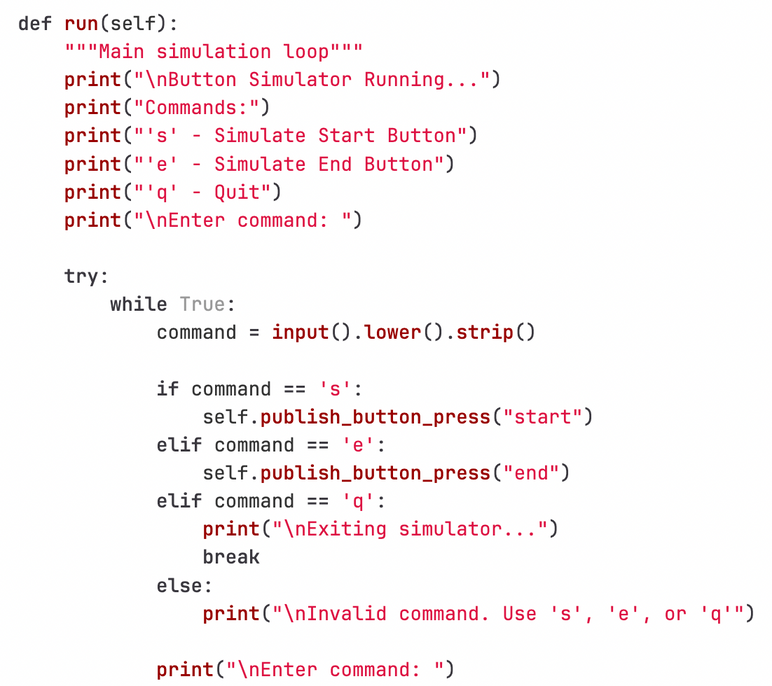 def run(self):
    """Main simulation loop"""
    print("\nButton Simulator Running...")
    print("Commands:")
    print("'s' - Simulate Start Button")
    print("'e' - Simulate End Button")
    print("'q' - Quit")
    print("\nEnter command: ")

    try:
        while True:
            command = input().lower().strip()

            if command == 's':
                self.publish_button_press("start")
            elif command == 'e':
                self.publish_button_press("end")
            elif command == 'q':
                print("\nExiting simulator...")
                break
            else:
                print("\nInvalid command. Use 's', 'e', or 'q'")

            print("\nEnter command: ")